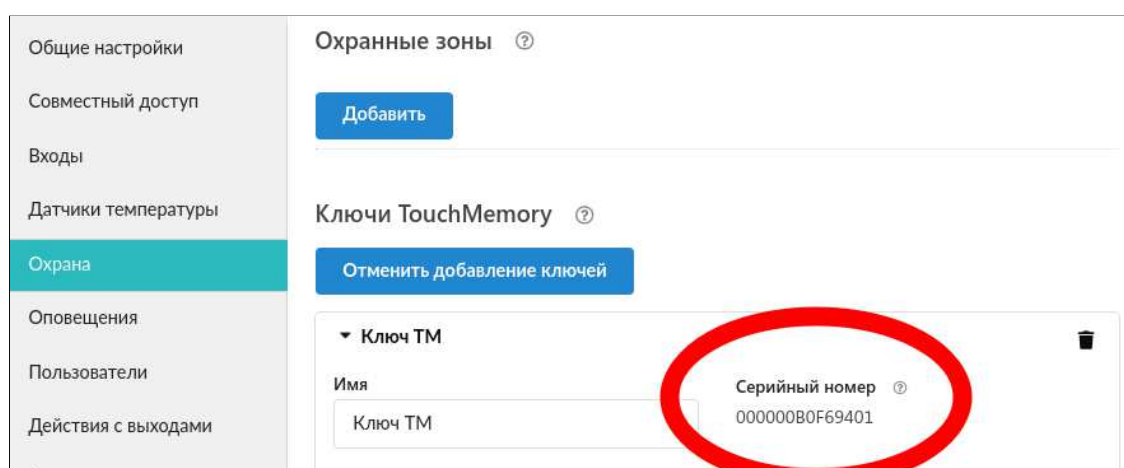 Общие настройки
Совместный доступ
Входы
Датчики температуры
Охрана
Оповещения
Пользователи
Действия с выходами
Охранные зоны ?
Добавить
Ключи TouchMemory ?
Отменить добавление ключей
Ключ ТМ
Имя
Ключ ТМ
Серийный номер ?
000000B0F69401